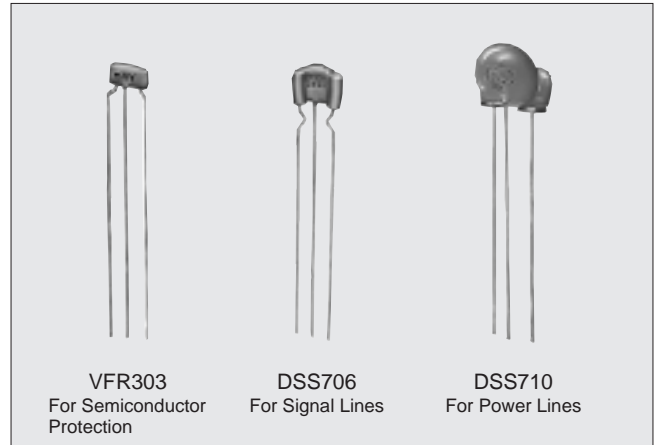 VFR303
For Semiconductor
Protection
DSS706
For Signal Lines
DSS710
For Power Lines